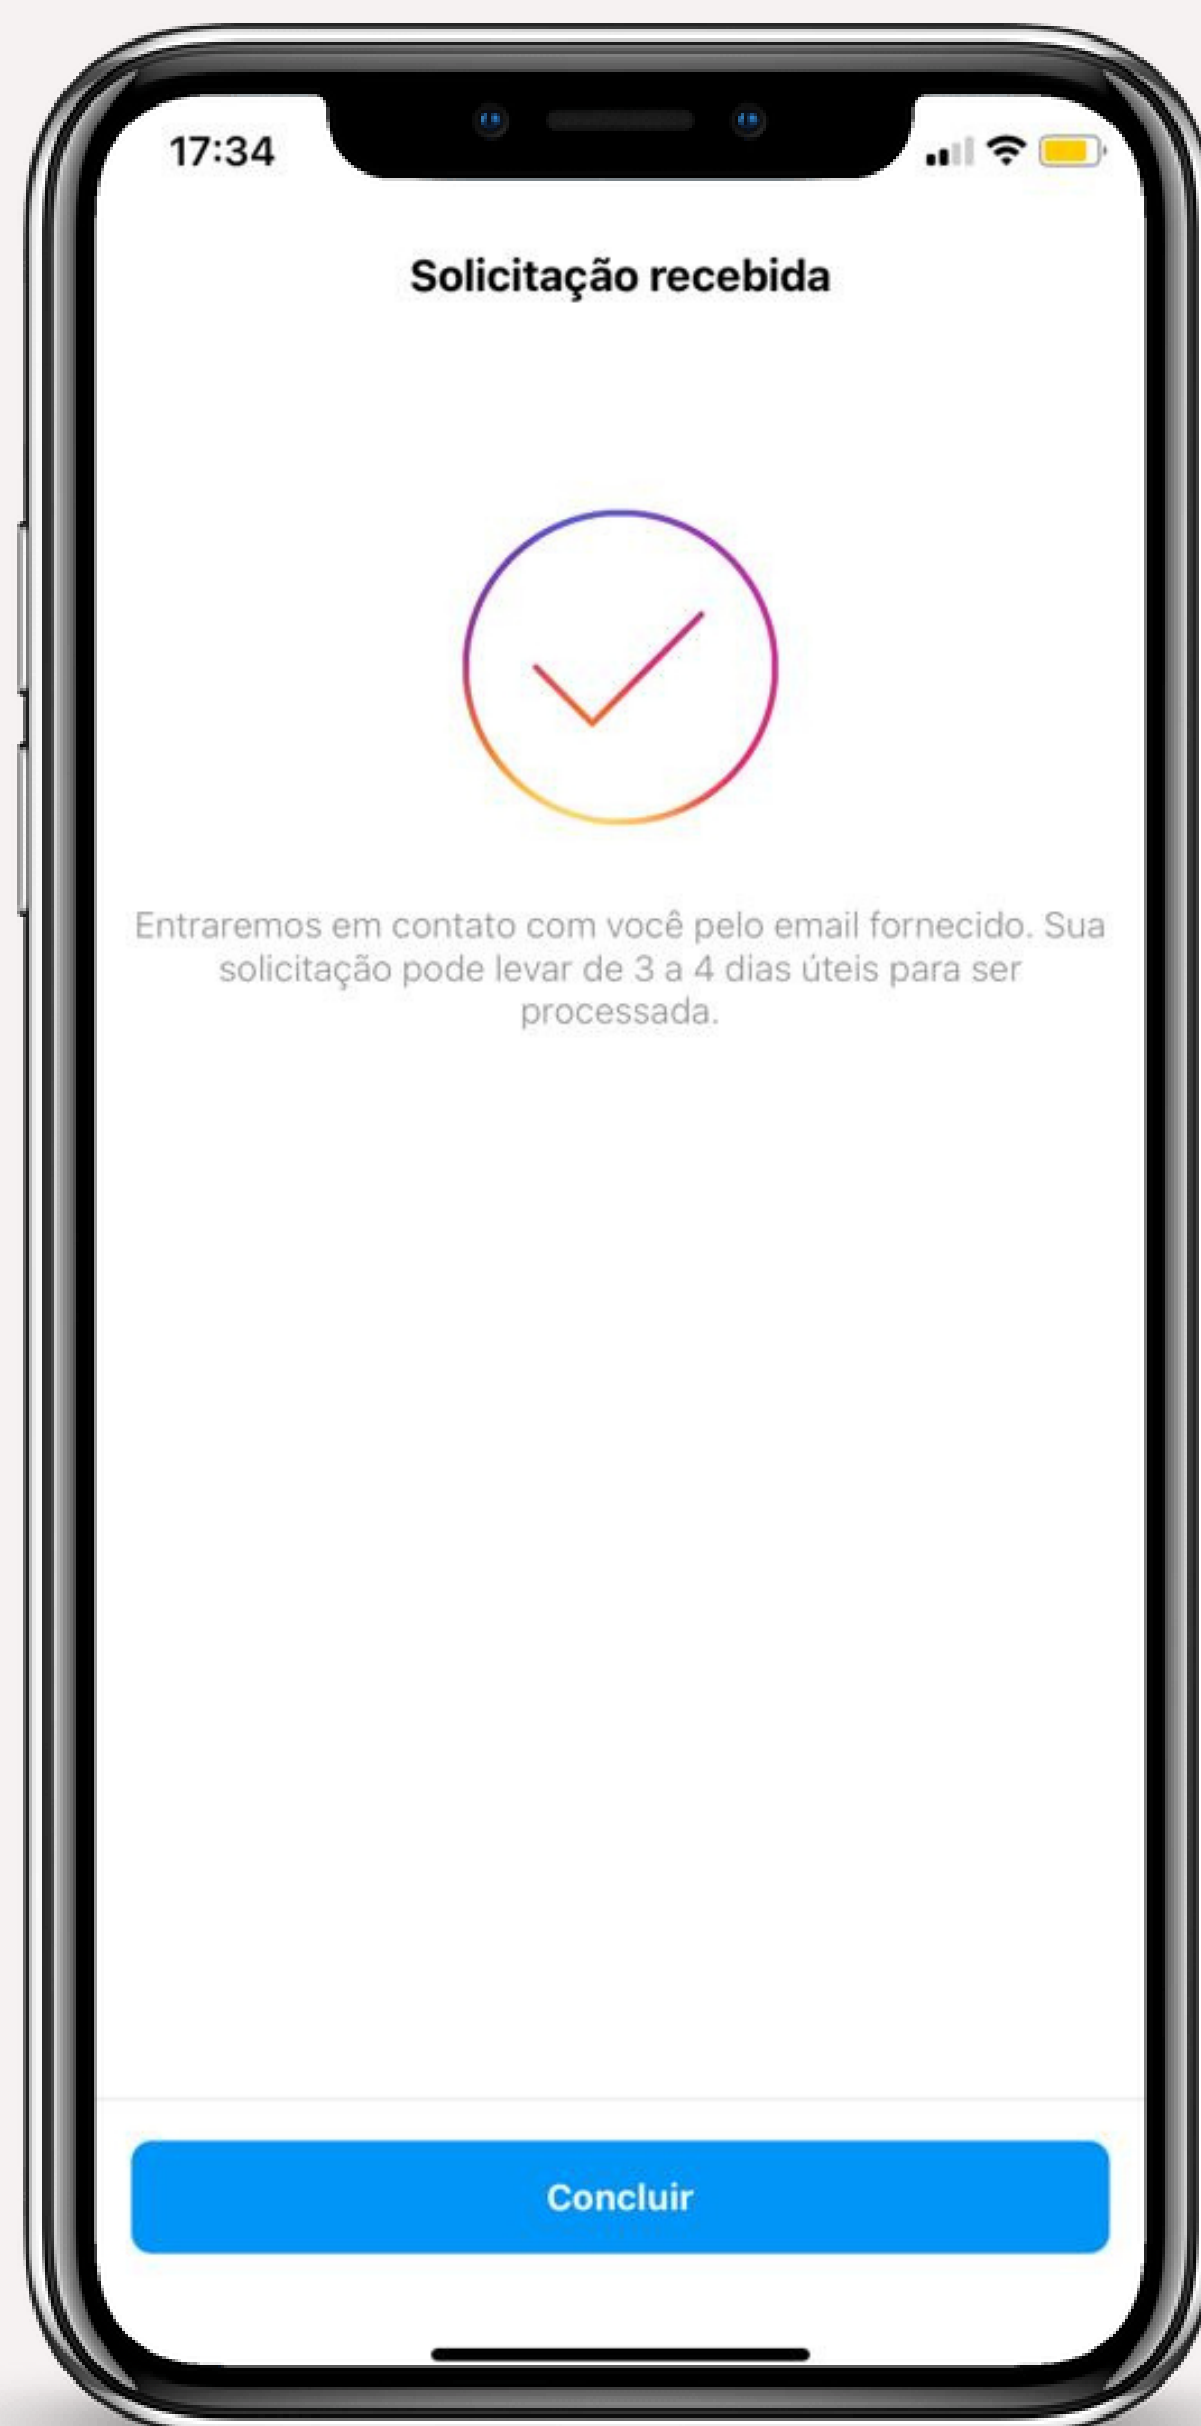 17:34
Solicitação recebida
Entraremos em contato com você pelo email fornecido. Sua
solicitação pode levar de 3 a 4 dias úteis para ser
processada.
Concluir